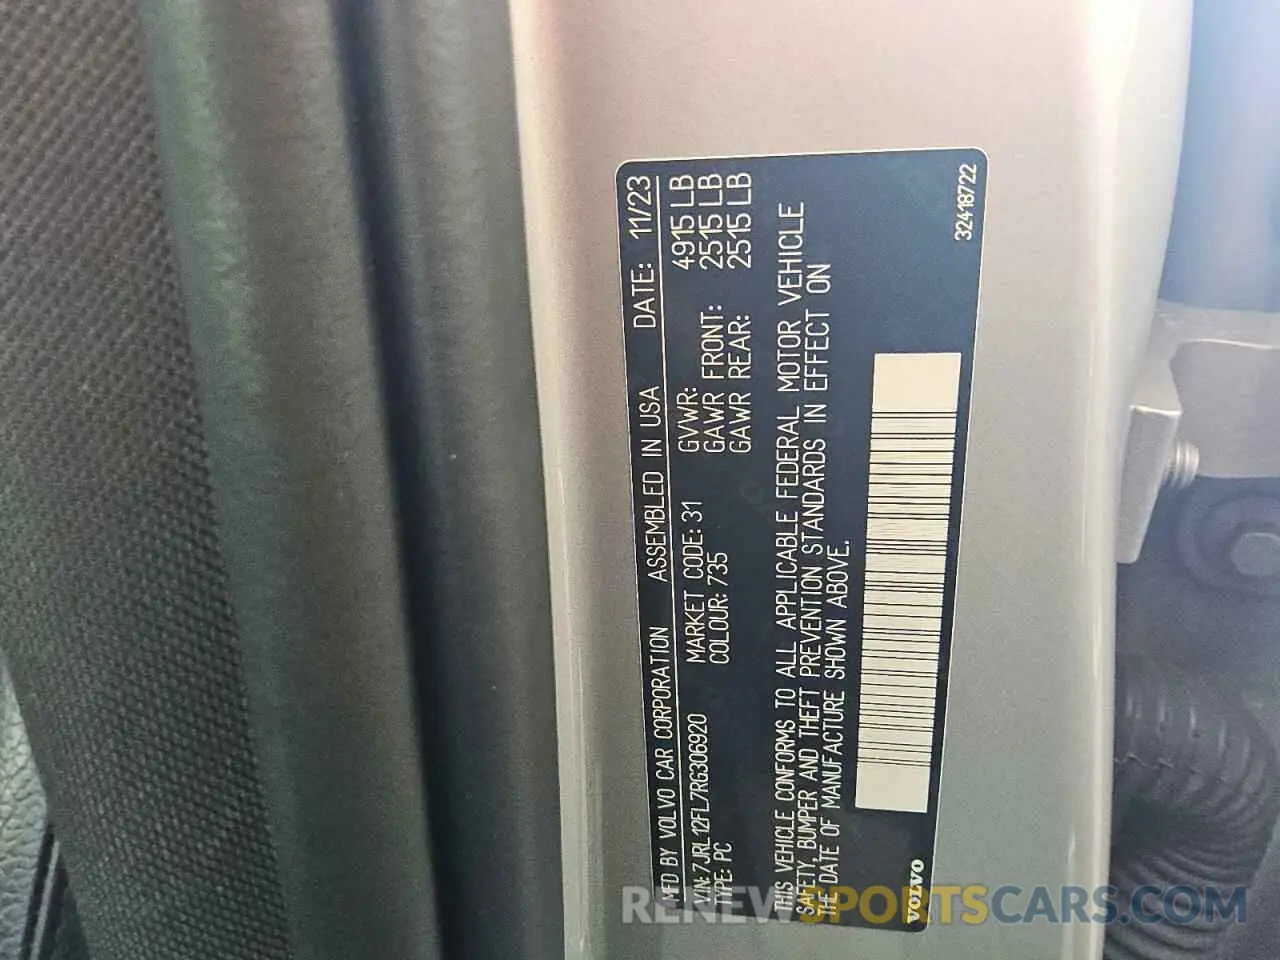 MFD BY VOLVO CAR CORPORATION ASSEMBLED IN USA DATE: 11/23
VIN: 7JRL12FL7RG306920 MARKET CODE: 31 GVWR: 4915 LB
TYPE: PC COLOUR: 735 GAWR FRONT: 2515 LB
GAWR REAR: 2515 LB
THIS VEHICLE CONFORMS TO ALL APPLICABLE FEDERAL MOTOR VEHICLE
SAFETY, BUMPER AND THEFT PREVENTION STANDARDS IN EFFECT ON
THE DATE OF MANUFACTURE SHOWN ABOVE.
VOLVO 32418722
RENEWSPORTSCARS.COM